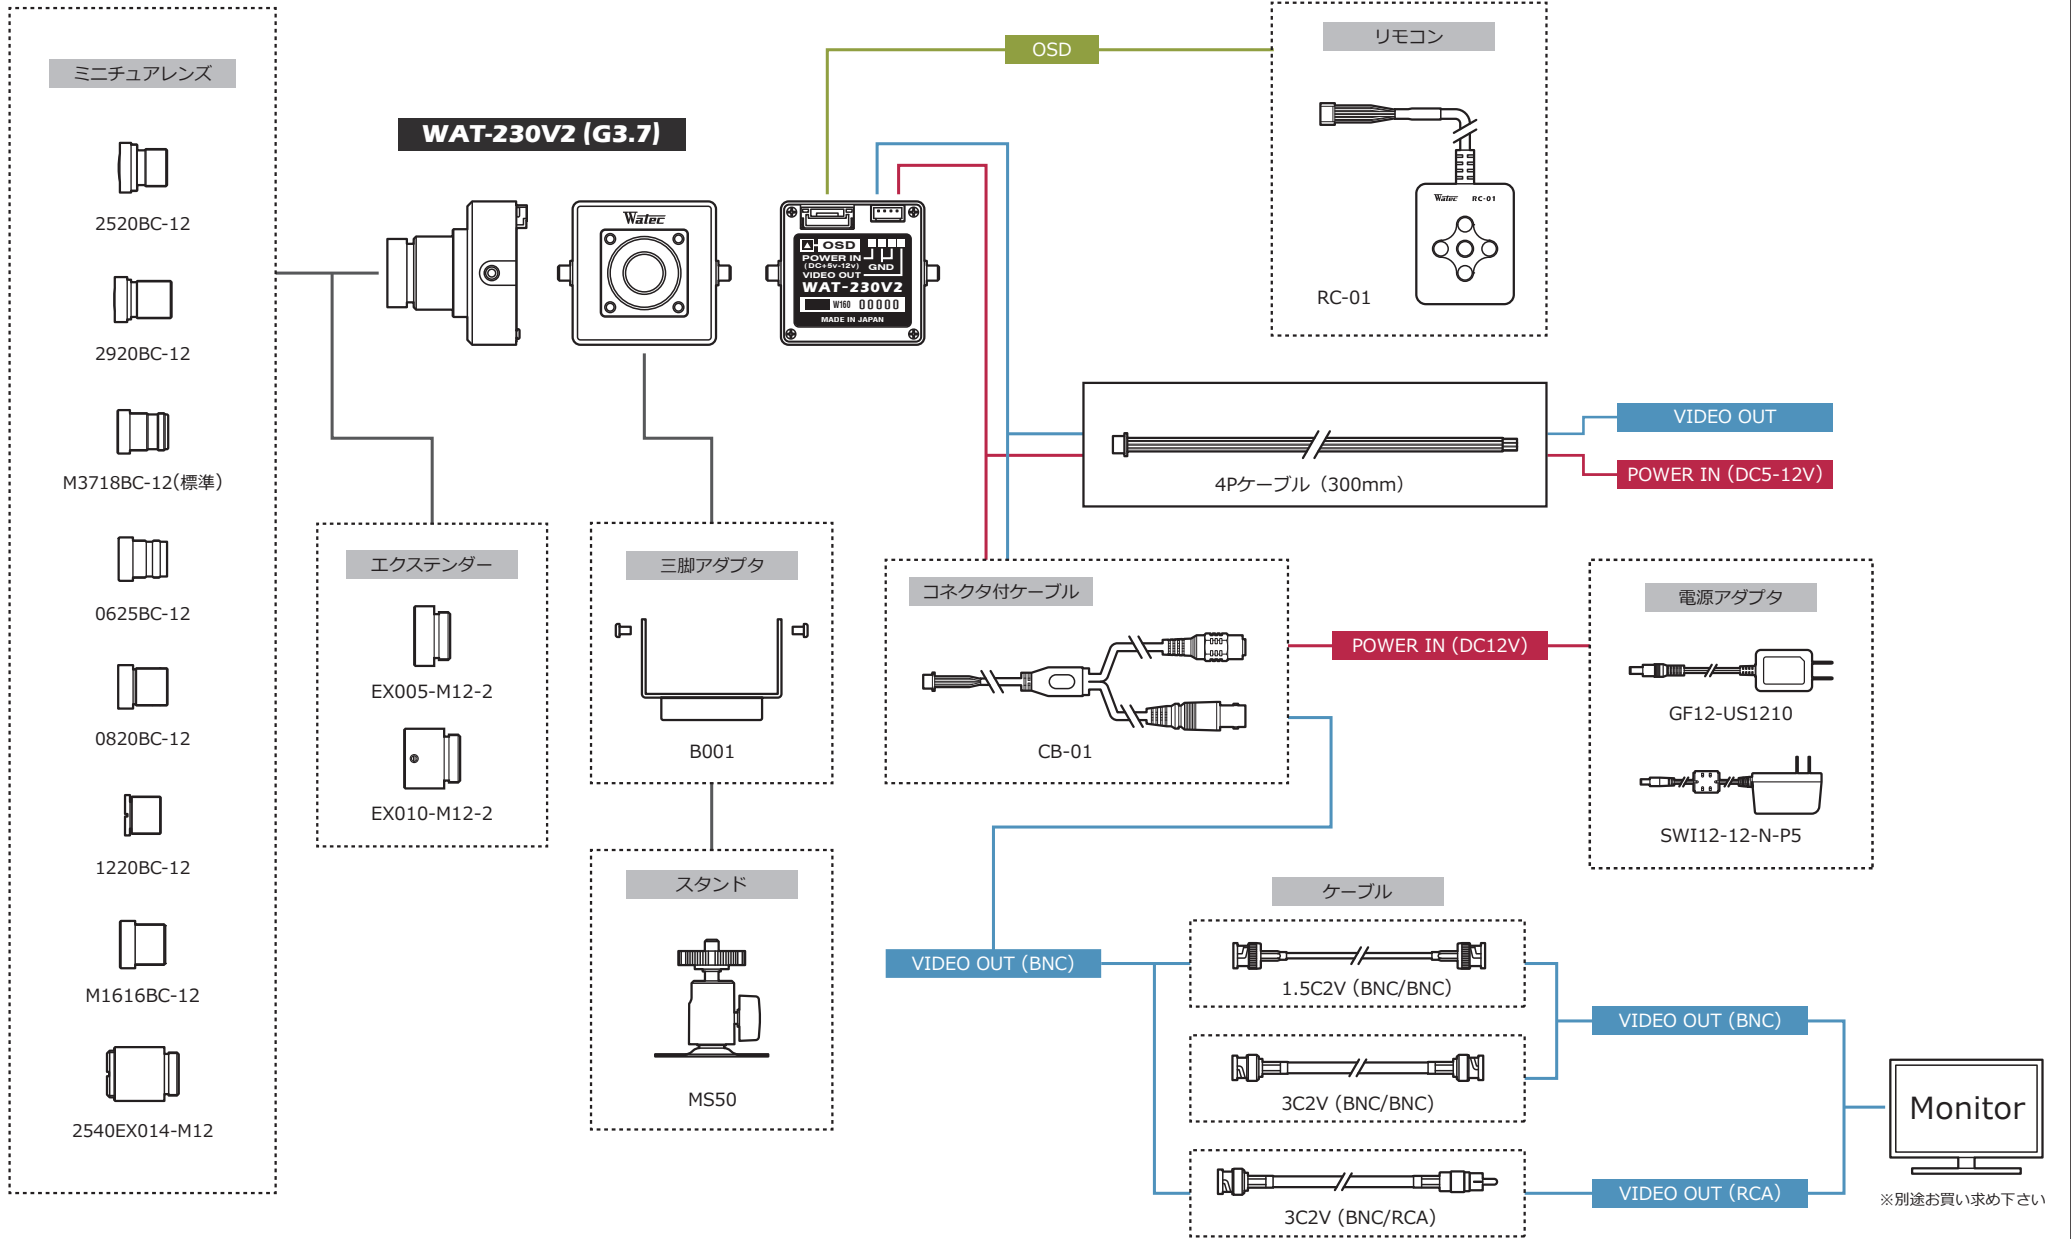 ミニチュアレンズ
2520BC-12
2920BC-12
M3718BC-12(標準)
0625BC-12
0820BC-12
1220BC-12
M1616BC-12
2540EX014-M12
WAT-230V2 (G3.7)
Watec
OSD
POWER IN
(DC+5v-12v)
GND
VIDEO OUT
WAT-230V2
W160 00000
MADE IN JAPAN
OSD
リモコン
Watec RC-01
RC-01
4Pケーブル（300mm）
VIDEO OUT
POWER IN (DC5-12V)
エクステンダー
EX005-M12-2
EX010-M12-2
三脚アダプタ
B001
スタンド
MS50
コネクタ付ケーブル
CB-01
POWER IN (DC12V)
電源アダプタ
GF12-US1210
SWI12-12-N-P5
VIDEO OUT (BNC)
ケーブル
1.5C2V (BNC/BNC)
3C2V (BNC/BNC)
3C2V (BNC/RCA)
VIDEO OUT (BNC)
VIDEO OUT (RCA)
Monitor
※別途お買い求め下さい